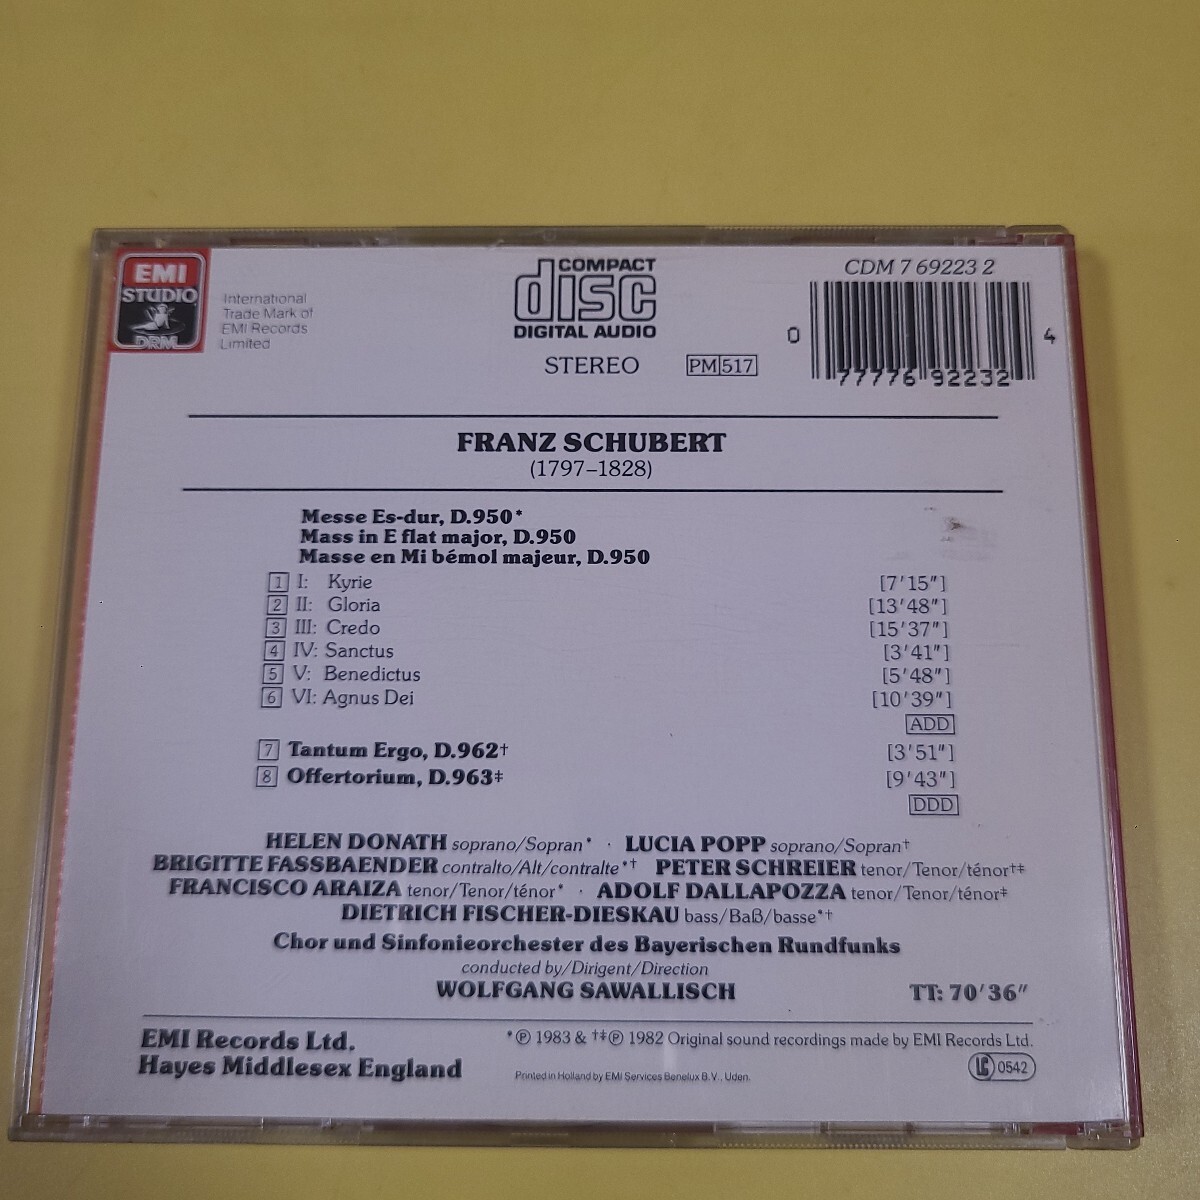 EMI
STUDIO
DRM
International
Trade Mark of
EMI Records
Limited
COMPACT
disc
DIGITAL AUDIO
STEREO
PM 517
CDM 7 69223 2
0 77776 92232 4
FRANZ SCHUBERT
(1797–1828)
Messe Es-dur, D.950*
Mass in E flat major, D.950
Masse en Mi bémol majeur, D.950
1 I: Kyrie [7′15″]
2 II: Gloria [13′48″]
3 III: Credo [15′37″]
4 IV: Sanctus [3′41″]
5 V: Benedictus [5′48″]
6 VI: Agnus Dei [10′39″]
ADD
7 Tantum Ergo, D.962† [3′51″]
8 Offertorium, D.963‡ [9′43″]
DDD
HELEN DONATH soprano/Sopran* · LUCIA POPP soprano/Sopran†
BRIGITTE FASSBAENDER contralto/Alt/contralte*† PETER SCHREIER tenor/Tenor/ténor†‡
FRANCISCO ARAIZA tenor/Tenor/ténor* · ADOLF DALLAPOZZA tenor/Tenor/ténor‡
DIETRICH FISCHER-DIESKAU bass/Baß/basse*†
Chor und Sinfonieorchester des Bayerischen Rundfunks
conducted by/Dirigent/Direction
WOLFGANG SAWALLISCH TT: 70′36″
EMI Records Ltd.
Hayes Middlesex England
*℗ 1983 & †‡℗ 1982 Original sound recordings made by EMI Records Ltd.
Printed in Holland by EMI Services Benelux B.V., Uden.
LC 0542